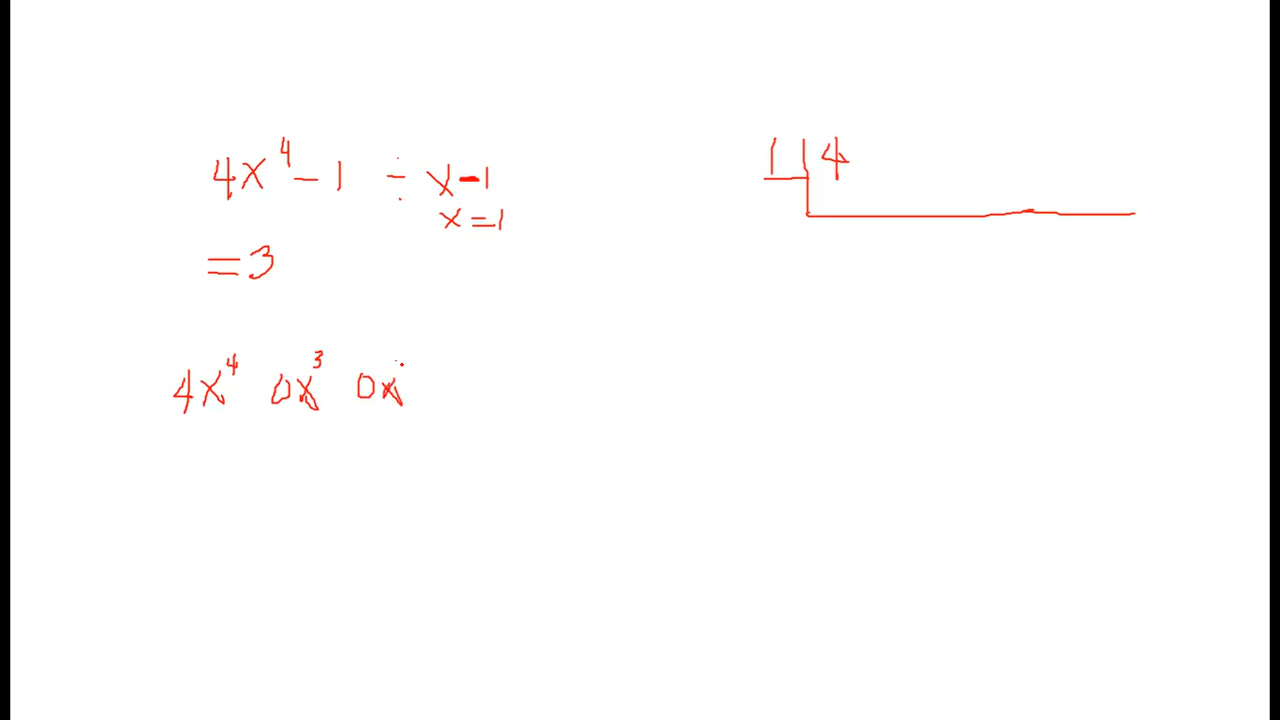 4x⁴ - 1 ÷ x - 1
x = 1
= 3
4x⁴ 0x³ 0x
1 4